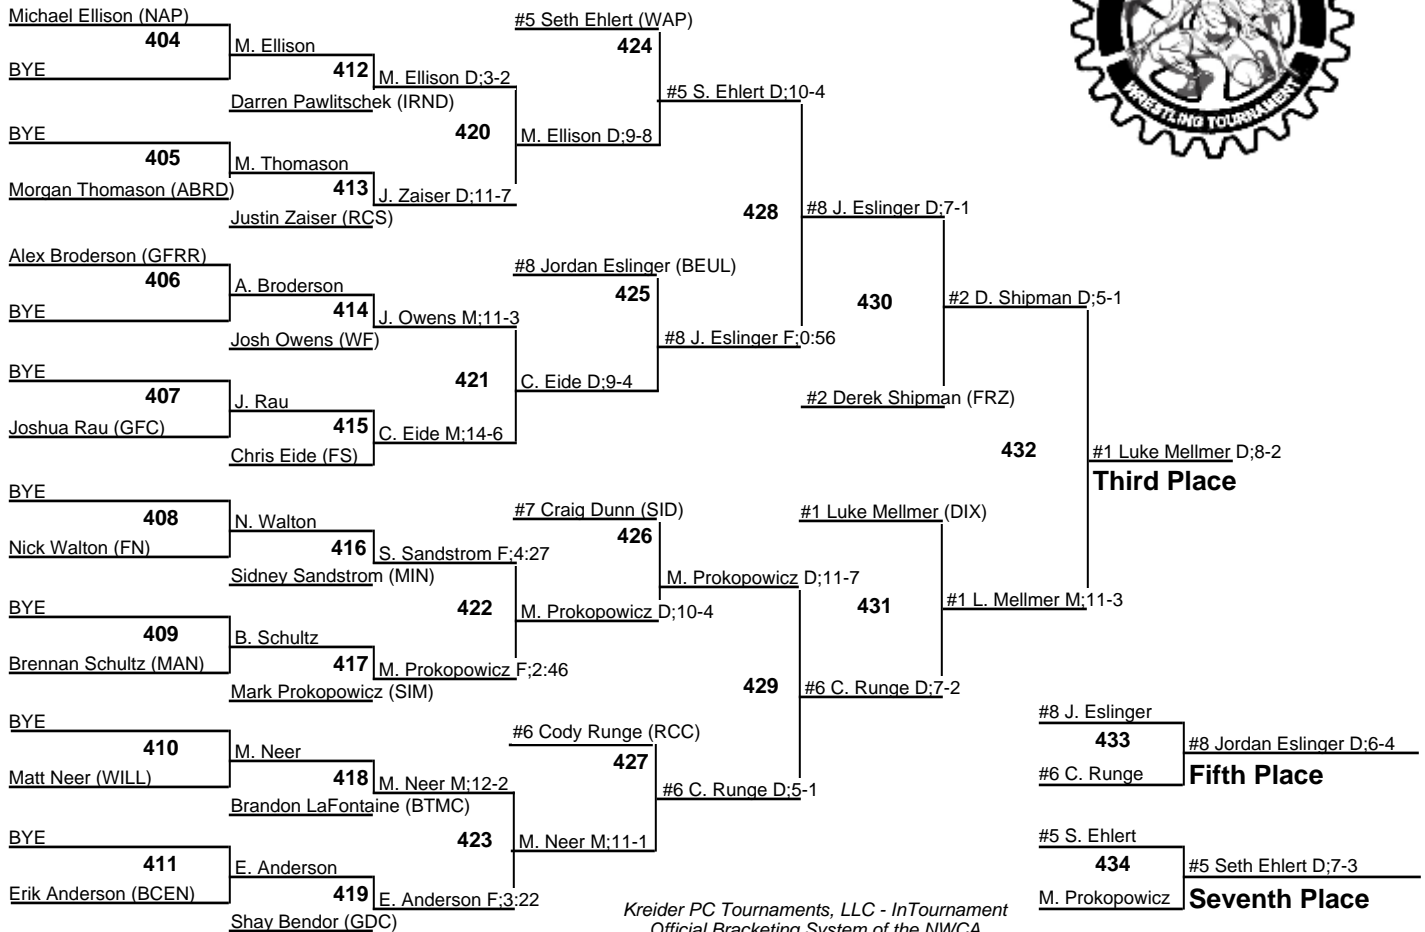 Michael Ellison (NAP)
404
BYE
M. Ellison
412
Darren Pawlitschek (IRND)
M. Ellison D;3-2
BYE
405
Morgan Thomason (ABRD)
M. Thomason
413
Justin Zaiser (RCS)
J. Zaiser D;11-7
420
M. Ellison D;9-8
#5 Seth Ehlert (WAP)
424
#5 S. Ehlert D;10-4
Alex Broderson (GFRR)
406
BYE
A. Broderson
414
Josh Owens (WF)
J. Owens M;11-3
BYE
407
Joshua Rau (GFC)
J. Rau
415
Chris Eide (FS)
C. Eide M;14-6
421
C. Eide D;9-4
#8 Jordan Eslinger (BEUL)
425
#8 J. Eslinger F;0:56
428
#8 J. Eslinger D;7-1
430
#2 Derek Shipman (FRZ)
#2 D. Shipman D;5-1
BYE
408
Nick Walton (FN)
N. Walton
416
Sidney Sandstrom (MIN)
S. Sandstrom F;4:27
BYE
409
Brennan Schultz (MAN)
B. Schultz
417
Mark Prokopowicz (SIM)
M. Prokopowicz F;2:46
422
M. Prokopowicz D;10-4
#7 Craig Dunn (SID)
426
M. Prokopowicz D;11-7
BYE
410
Matt Neer (WILL)
M. Neer
418
Brandon LaFontaine (BTMC)
M. Neer M;12-2
BYE
411
Erik Anderson (BCEN)
E. Anderson
419
Shay Bendor (GDC)
E. Anderson F;3:22
423
M. Neer M;11-1
#6 Cody Runge (RCC)
427
#6 C. Runge D;5-1
429
#6 C. Runge D;7-2
#1 Luke Mellmer (DIX)
431
#1 L. Mellmer M;11-3
432
#1 Luke Mellmer D;8-2
Third Place
#8 J. Eslinger
433
#6 C. Runge
#8 Jordan Eslinger D;6-4
Fifth Place
#5 S. Ehlert
434
M. Prokopowicz
#5 Seth Ehlert D;7-3
Seventh Place
WRESTLING TOURNAMENT
Kreider PC Tournaments, LLC - InTournament
Official Bracketing System of the NWCA